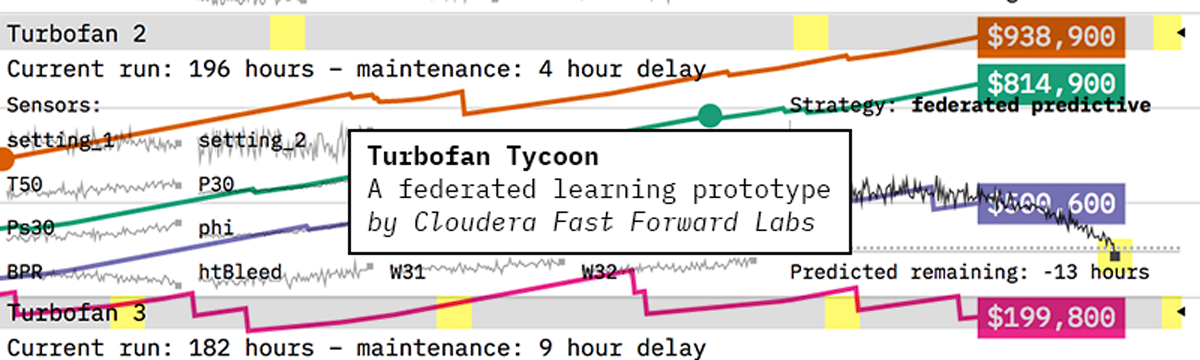 Turbofan 2
$938,900
Current run: 196 hours – maintenance: 4 hour delay
$814,900
Sensors:
Strategy: federated predictive
setting_1 setting_2
Turbofan Tycoon
A federated learning prototype
by Cloudera Fast Forward Labs
T50 P30
Ps30 phi
BPR htBleed W31 W32
Predicted remaining: -13 hours
Turbofan 3
$199,800
Current run: 182 hours – maintenance: 9 hour delay